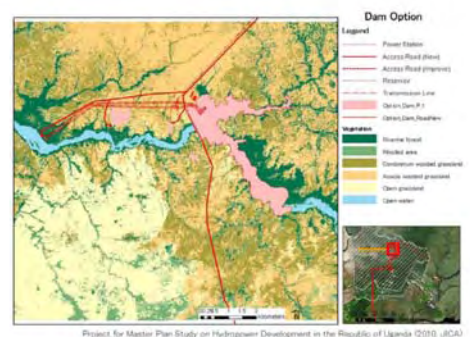 Dam Option
Legend
Power Station
Access Road (New)
Access Road (Improve)
Reservoir
Transmission Line
Option_Dam_P.1
Option_Dam_RoadNew
Vegetation
Riverine forest
Wooded area
Combretum wooded grassland
Acacia wooded grassland
Open grassland
Open water
Kilometers
Project for Master Plan Study on Hydropower Development in the Republic of Uganda (2010, JICA)